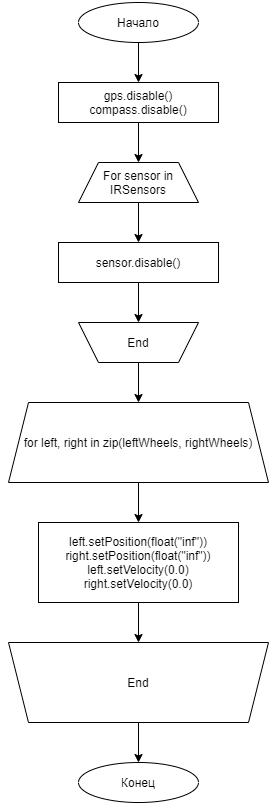 Начало
gps.disable()
compass.disable()
For sensor in
IRSensors
sensor.disable()
End
for left, right in zip(leftWheels, rightWheels)
left.setPosition(float("inf"))
right.setPosition(float("inf"))
left.setVelocity(0.0)
right.setVelocity(0.0)
End
Конец